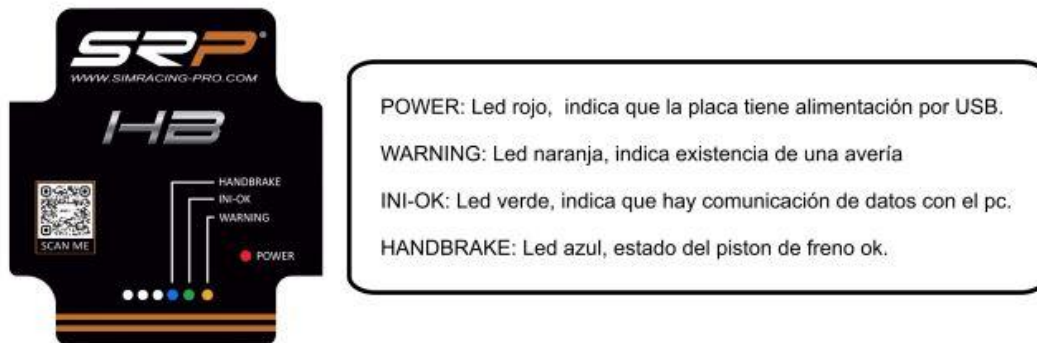 SRP®
WWW.SIMRACING-PRO.COM
HB
HANDBRAKE
INI-OK
WARNING
SCAN ME
POWER
POWER: Led rojo, indica que la placa tiene alimentación por USB.
WARNING: Led naranja, indica existencia de una avería
INI-OK: Led verde, indica que hay comunicación de datos con el pc.
HANDBRAKE: Led azul, estado del piston de freno ok.